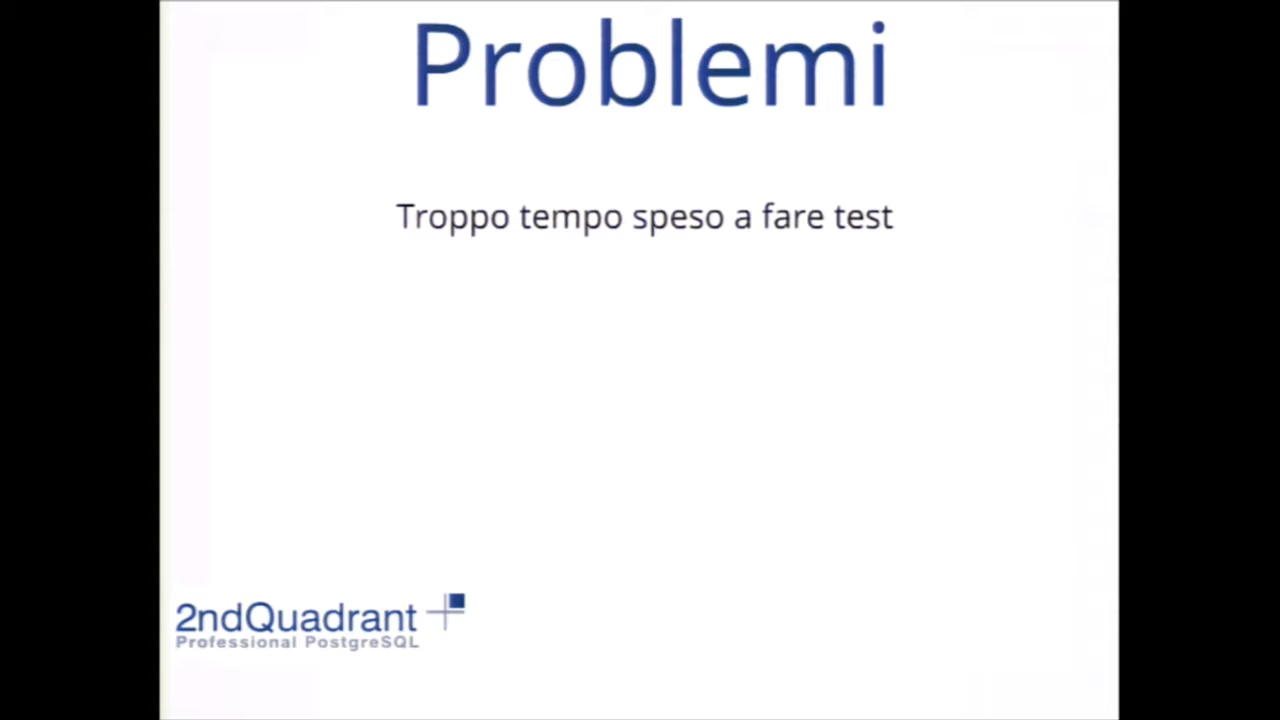 Problemi
Troppo tempo speso a fare test
2ndQuadrant
Professional PostgreSQL